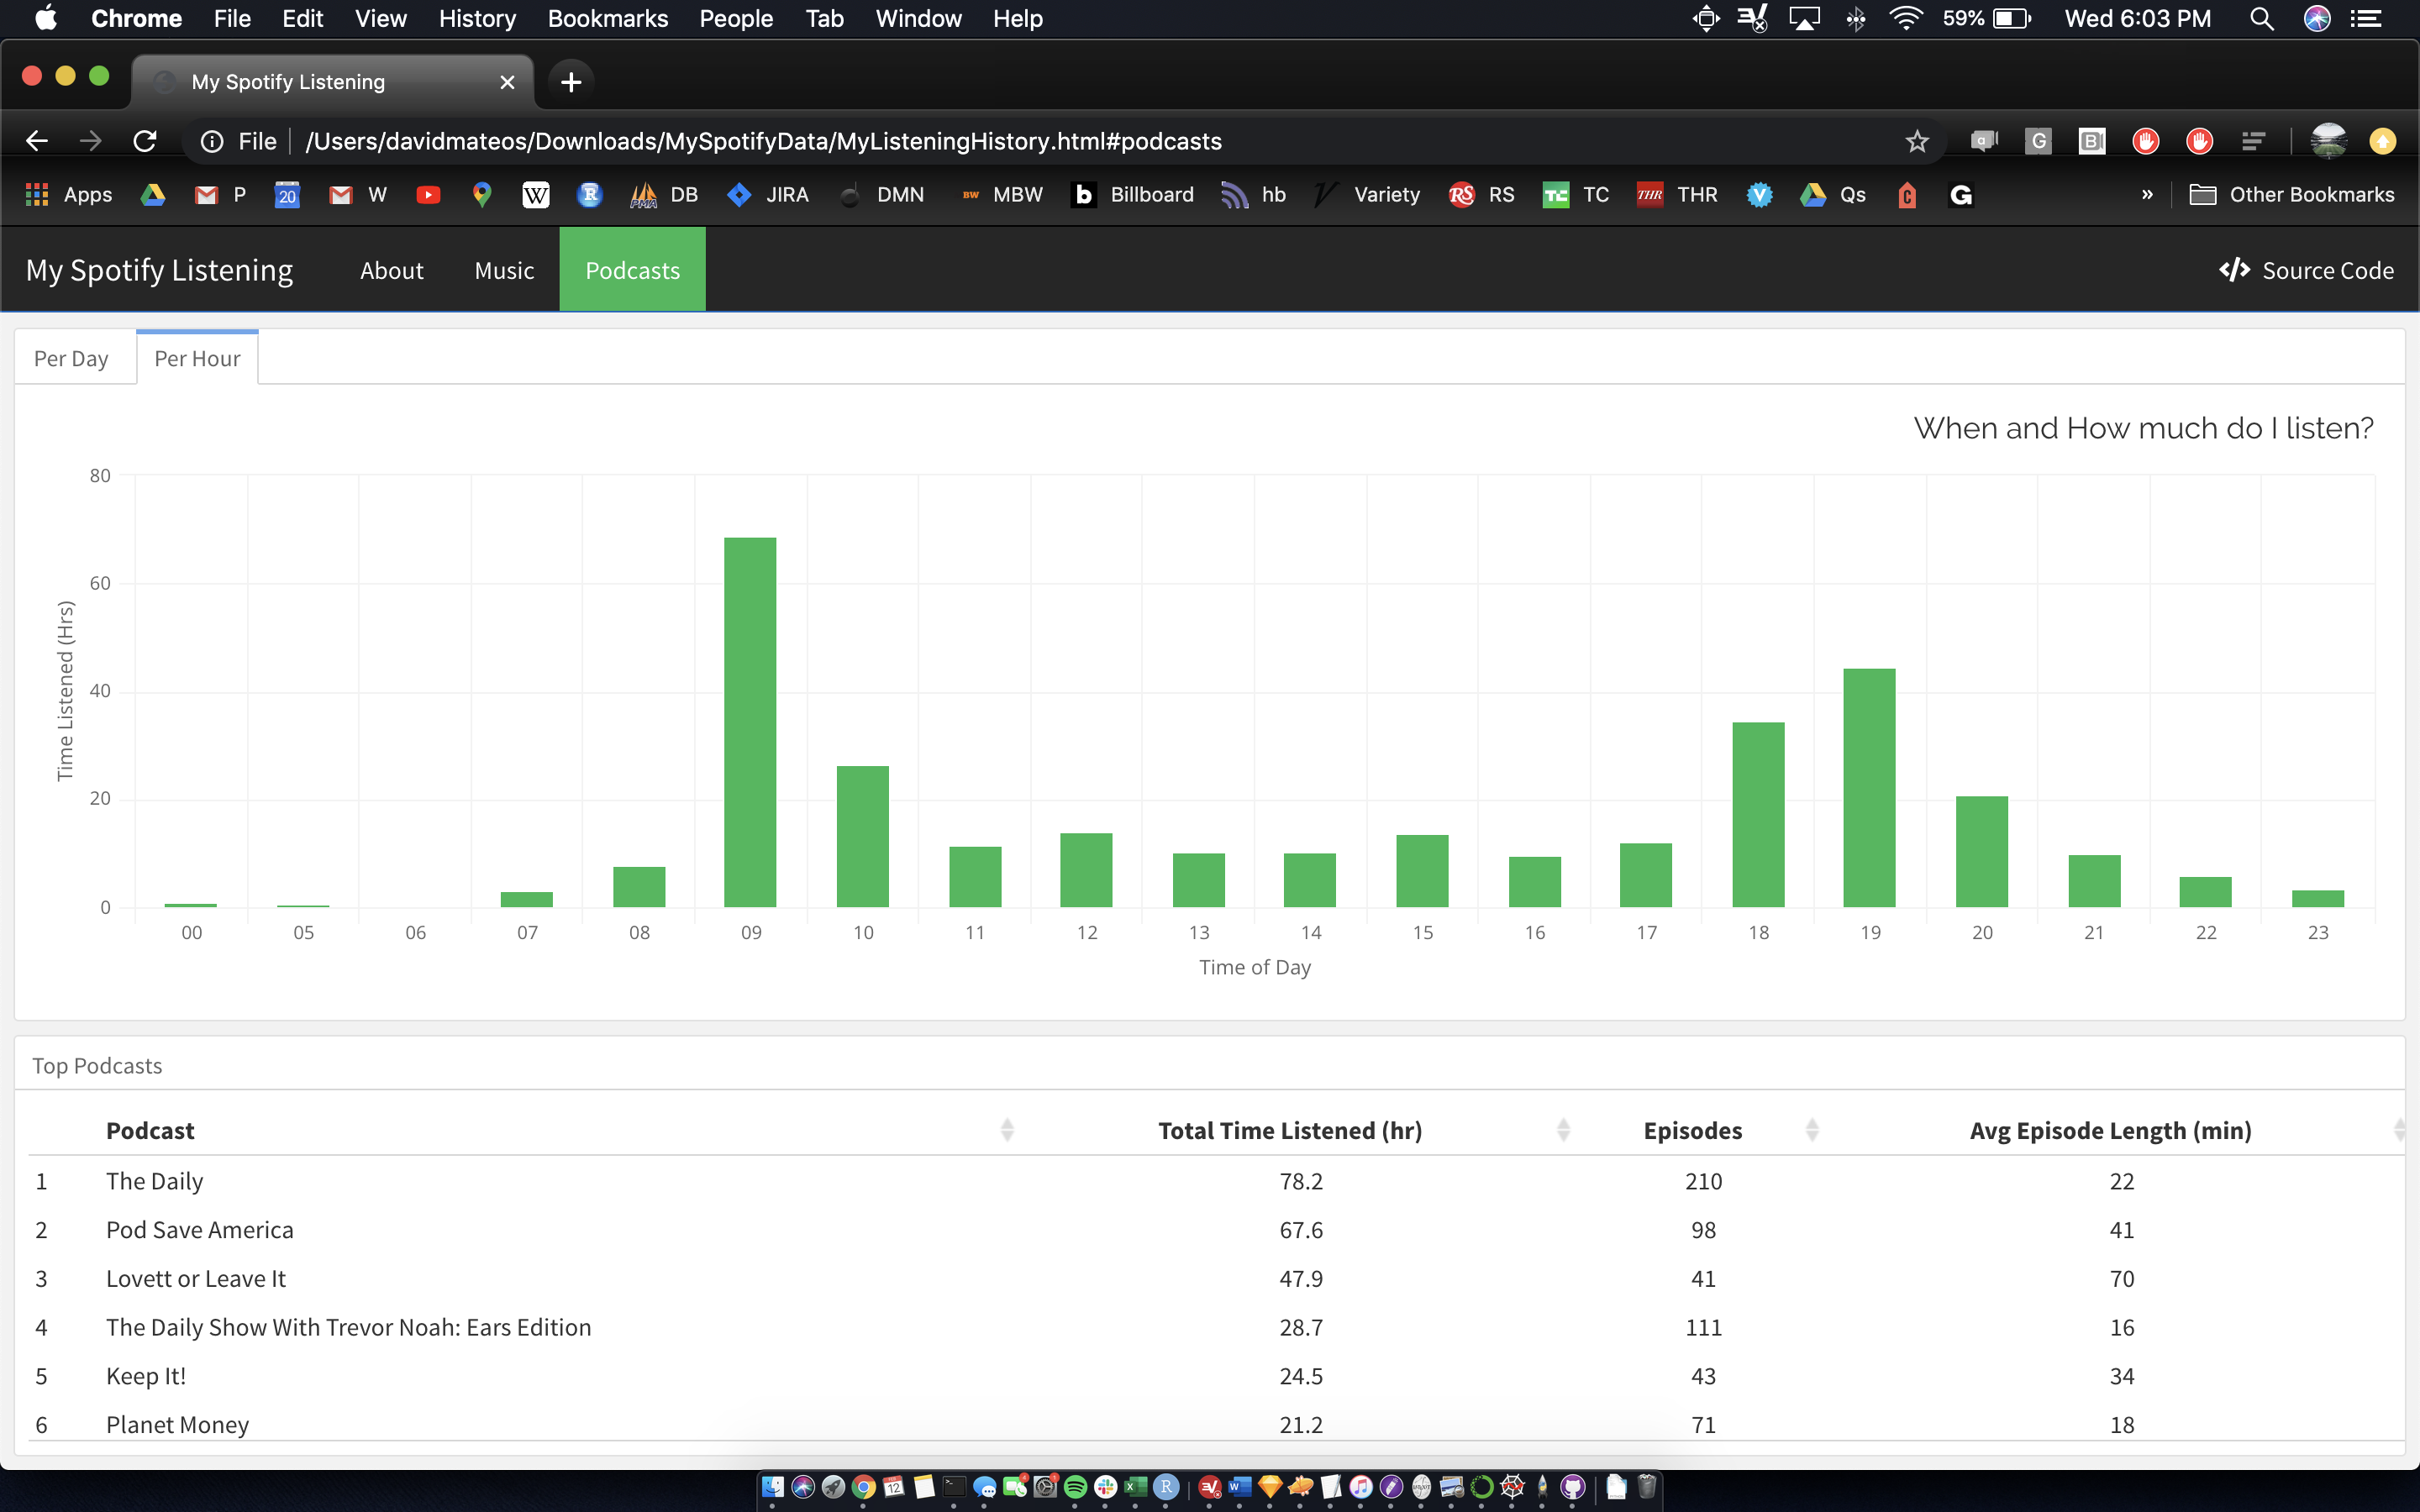 Chrome File Edit View History Bookmarks People Tab Window Help 59% Wed 6:03 PM
My Spotify Listening
File /Users/davidmateos/Downloads/MySpotifyData/MyListeningHistory.html#podcasts
Apps P 20 W W R PMA DB JIRA DMN BW MBW b Billboard hb V Variety RS RS TC TC THR THR V Qs C G » Other Bookmarks
My Spotify Listening About Music Podcasts </> Source Code
Per Day Per Hour
When and How much do I listen?
80
60
40
20
0
Time Listened (Hrs)
00 05 06 07 08 09 10 11 12 13 14 15 16 17 18 19 20 21 22 23
Time of Day
Top Podcasts
Podcast Total Time Listened (hr) Episodes Avg Episode Length (min)
1 The Daily 78.2 210 22
2 Pod Save America 67.6 98 41
3 Lovett or Leave It 47.9 41 70
4 The Daily Show With Trevor Noah: Ears Edition 28.7 111 16
5 Keep It! 24.5 43 34
6 Planet Money 21.2 71 18